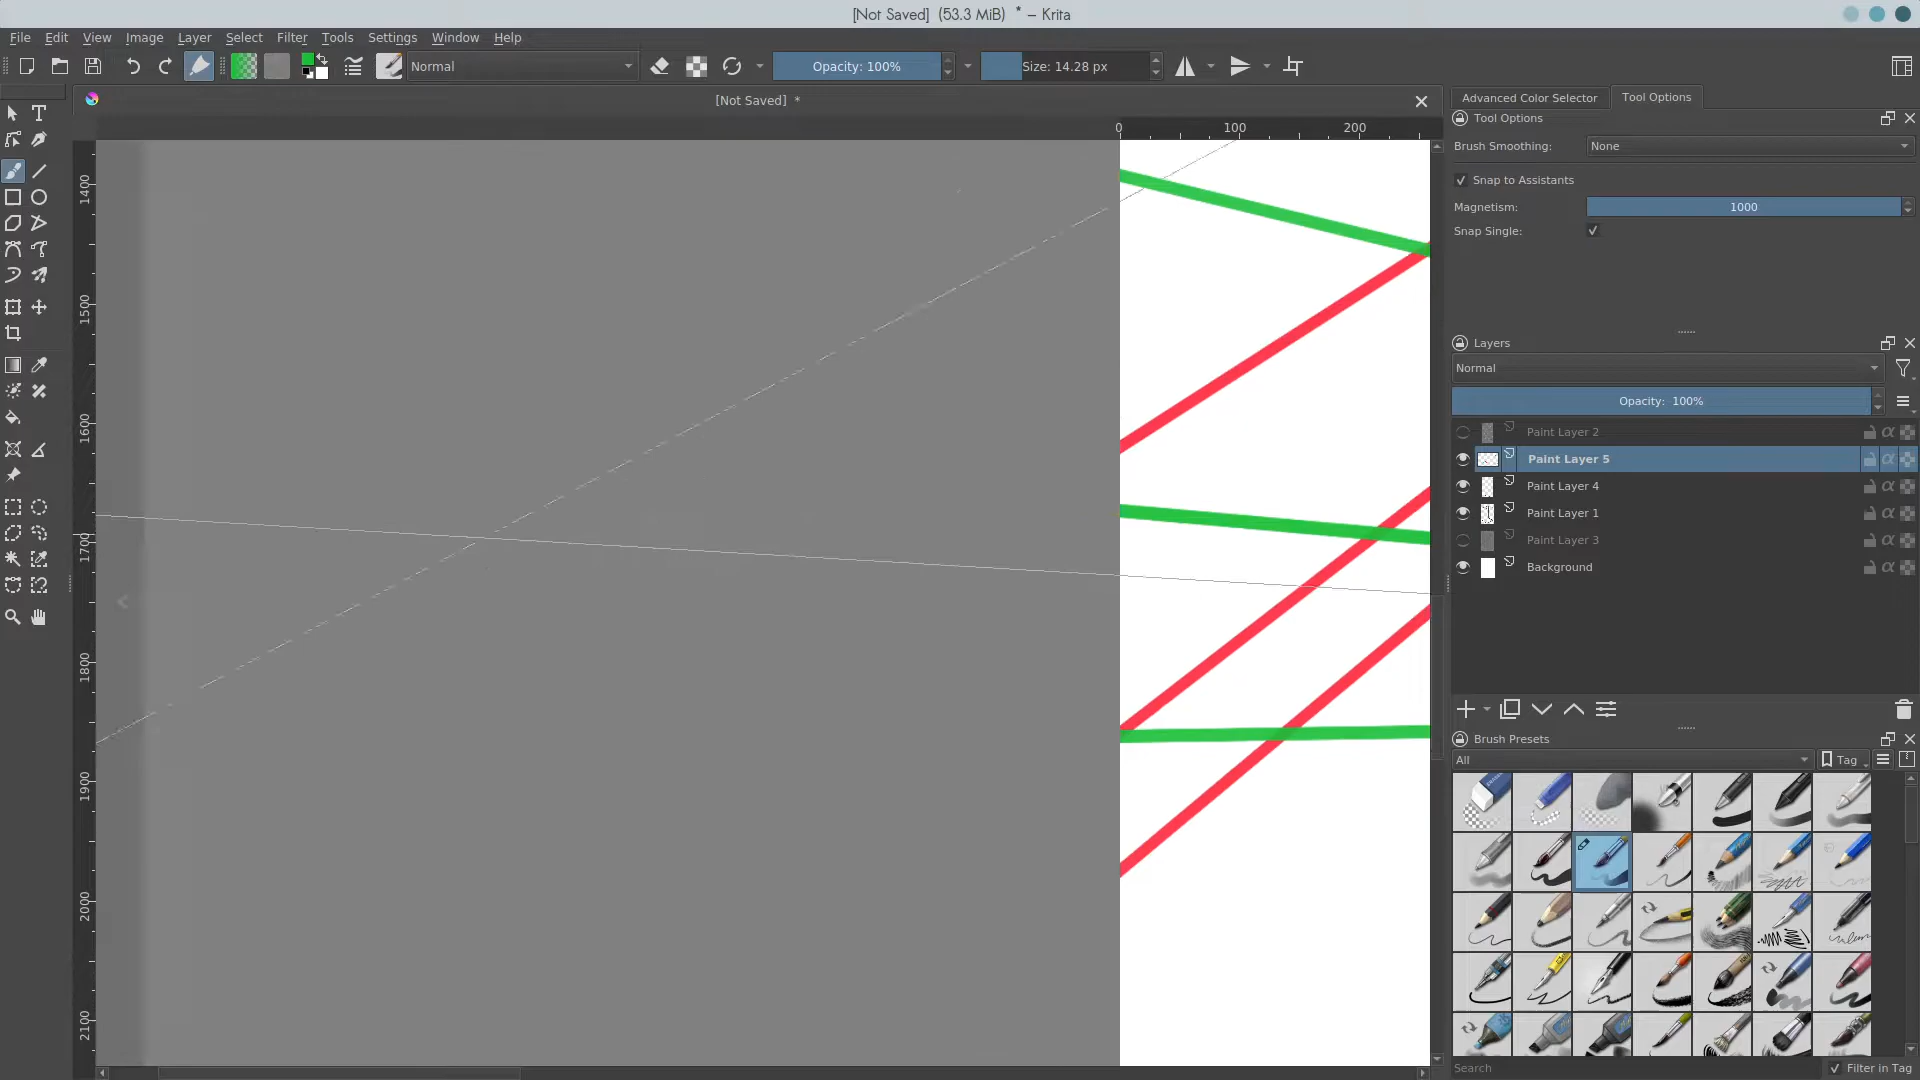 [Not Saved]  (53.3 MiB)  * – Krita
File Edit View Image Layer Select Filter Tools Settings Window Help
Normal Opacity: 100% Size: 14.28 px
[Not Saved] *
0 100 200
1400
1500
1600
1700
1800
1900
2000
2100
Advanced Color Selector Tool Options
Tool Options
Brush Smoothing: None
Snap to Assistants
Magnetism: 1000
Snap Single:
Layers
Normal
Opacity: 100%
Paint Layer 2
Paint Layer 5
Paint Layer 4
Paint Layer 1
Paint Layer 3
Background
Brush Presets
All Tag
Search Filter in Tag